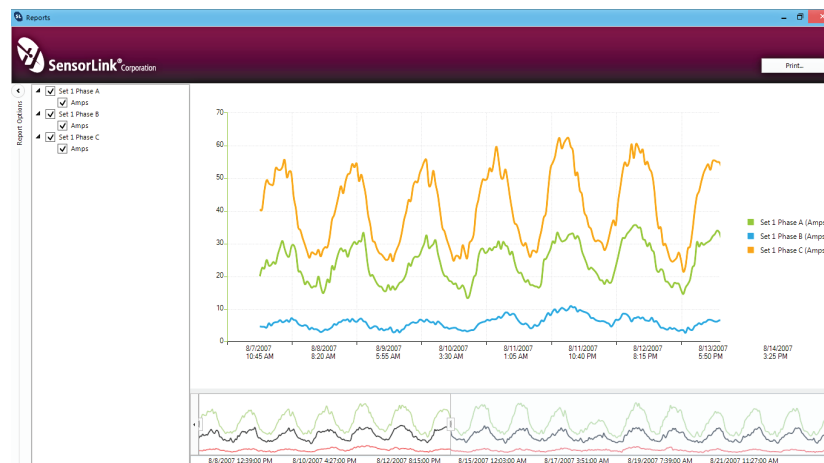 Reports
SensorLink® Corporation
Print...
Report Options
Set 1 Phase A
Amps
Set 1 Phase B
Amps
Set 1 Phase C
Amps
70
60
50
40
30
20
10
0
8/7/2007 8/8/2007 8/9/2007 8/10/2007 8/11/2007 8/11/2007 8/12/2007 8/13/2007 8/14/2007
10:45 AM 8:20 AM 5:55 AM 3:30 AM 1:05 AM 10:40 PM 8:15 PM 5:50 PM 3:25 PM
Set 1 Phase A (Amps
Set 1 Phase B (Amps
Set 1 Phase C (Amps
8/8/2007 12:39:00 PM 8/10/2007 4:27:00 PM 8/12/2007 8:15:00 PM 8/15/2007 12:03:00 AM 8/17/2007 3:51:00 AM 8/19/2007 7:39:00 AM 8/21/2007 11:27:00 AM